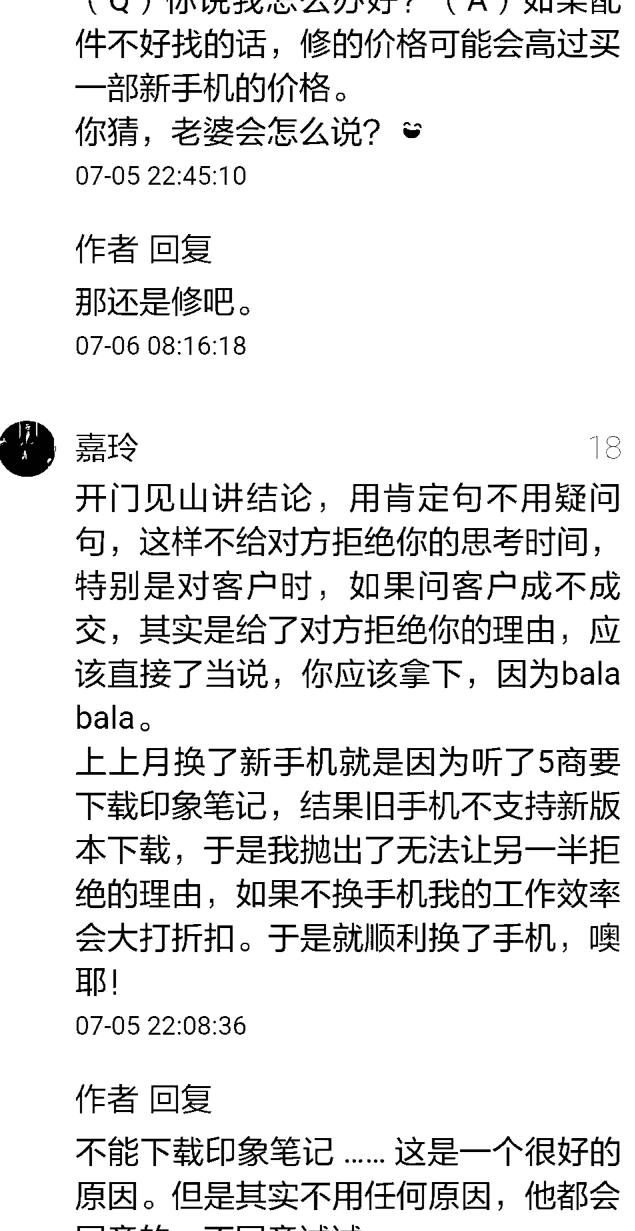 （Q）你说我怎么办好？（A）如果配
件不好找的话，修的价格可能会高过买
一部新手机的价格。
你猜，老婆会怎么说？
07-05 22:45:10
作者 回复
那还是修吧。
07-06 08:16:18
嘉玲
18
开门见山讲结论，用肯定句不用疑问
句，这样不给对方拒绝你的思考时间，
特别是对客户时，如果问客户成不成
交，其实是给了对方拒绝你的理由，应
该直接了当说，你应该拿下，因为bala
bala。
上上月换了新手机就是因为听了5商要
下载印象笔记，结果旧手机不支持新版
本下载，于是我抛出了无法让另一半拒
绝的理由，如果不换手机我的工作效率
会大打折扣。于是就顺利换了手机，噢
耶！
07-05 22:08:36
作者 回复
不能下载印象笔记 …… 这是一个很好的
原因。但是其实不用任何原因，他都会